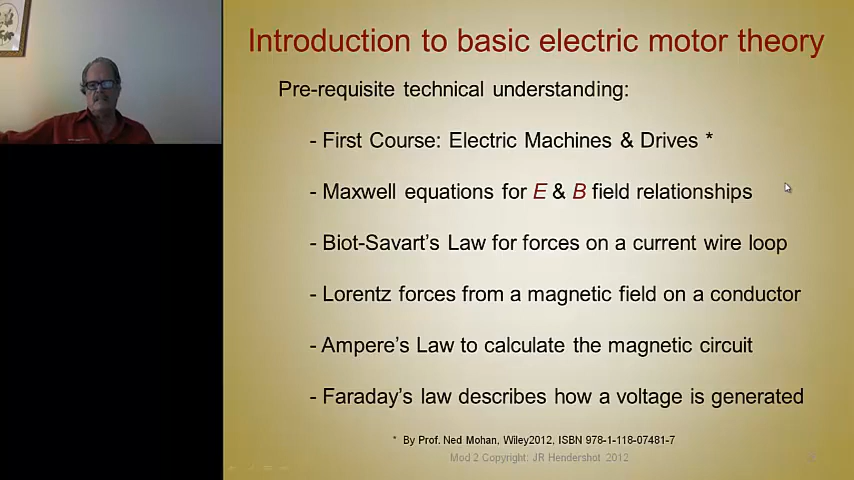 Introduction to basic electric motor theory
Pre-requisite technical understanding:
- First Course: Electric Machines & Drives *
- Maxwell equations for E & B field relationships
- Biot-Savart's Law for forces on a current wire loop
- Lorentz forces from a magnetic field on a conductor
- Ampere's Law to calculate the magnetic circuit
- Faraday's law describes how a voltage is generated
* By Prof. Ned Mohan, Wiley2012, ISBN 978-1-118-07481-7
Mod 2 Copyright: JR Hendershot 2012